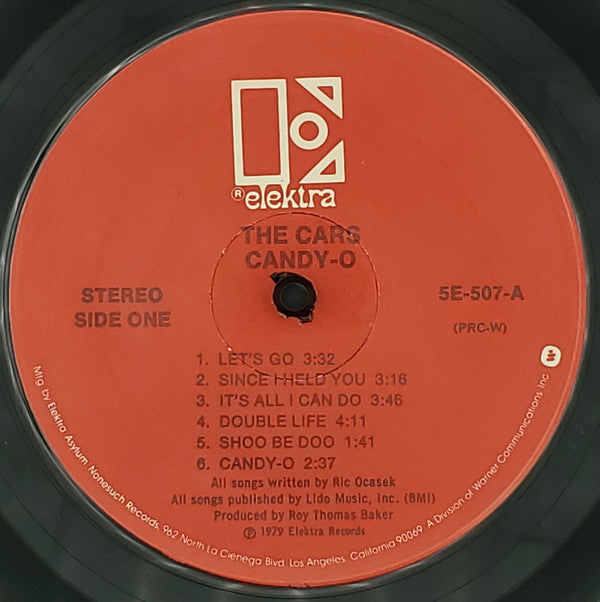 ® elektra
THE CARS
CANDY-O
STEREO
SIDE ONE
5E-507-A
(PRC-W)
1. LET'S GO 3:32
2. SINCE I HELD YOU 3:16
3. IT'S ALL I CAN DO 3:46
4. DOUBLE LIFE 4:11
5. SHOO BE DOO 1:41
6. CANDY-O 2:37
All songs written by Ric Ocasek
All songs published by Lido Music, Inc. (BMI)
Produced by Roy Thomas Baker
℗ 1979 Elektra Records
Mfg by Elektra Asylum Nonesuch Records, 962 North La Cienega Blvd. Los Angeles, California 90069 A Division of Warner Communications Inc